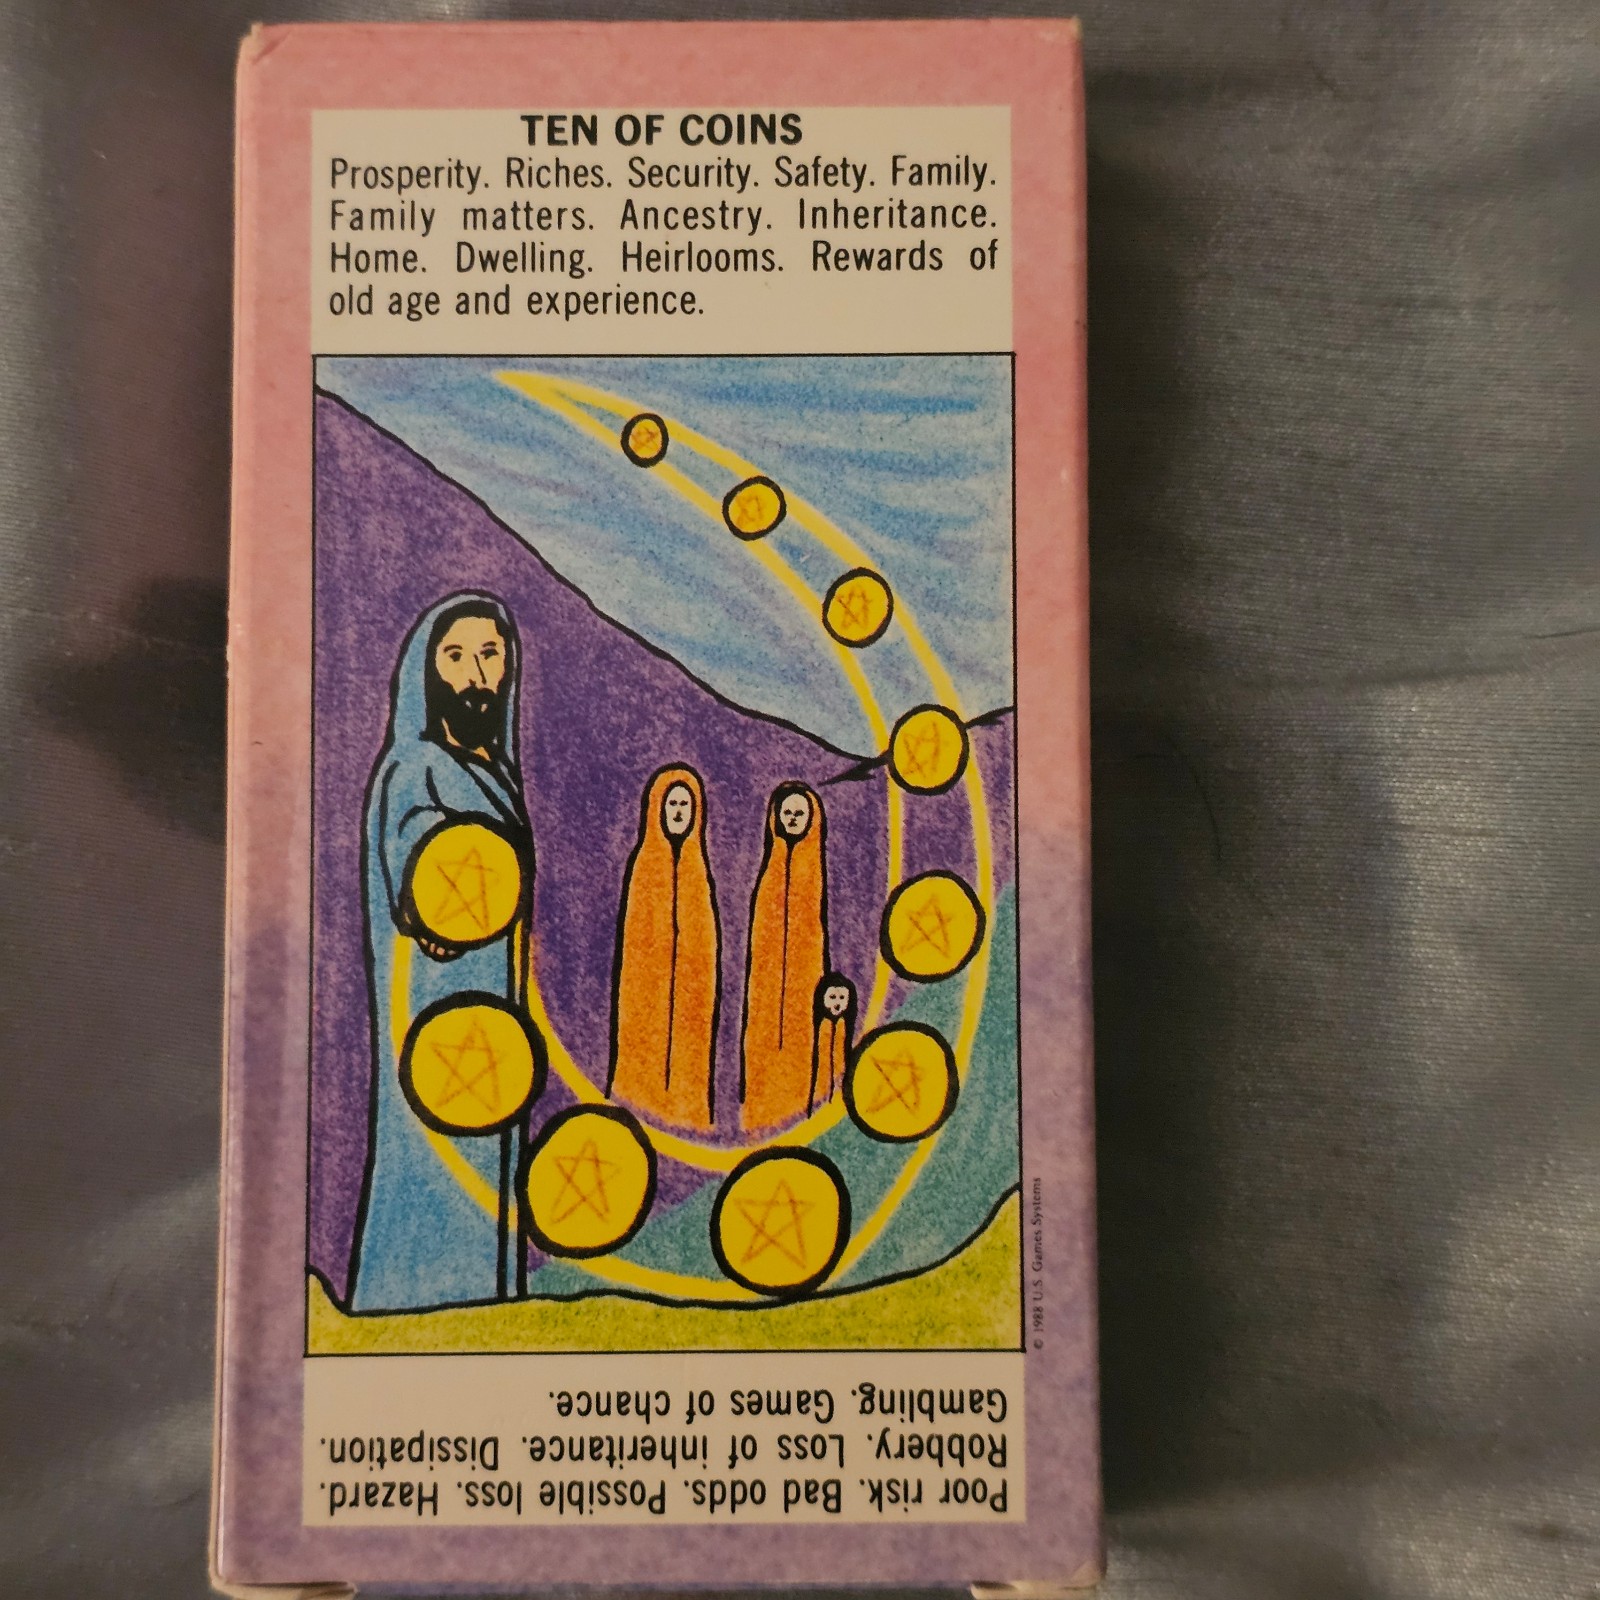 TEN OF COINS
Prosperity. Riches. Security. Safety. Family.
Family matters. Ancestry. Inheritance.
Home. Dwelling. Heirlooms. Rewards of
old age and experience.
© 1988 U.S. Games Systems
Poor risk. Bad odds. Possible loss. Hazard.
Robbery. Loss of inheritance. Dissipation.
Gambling. Games of chance.